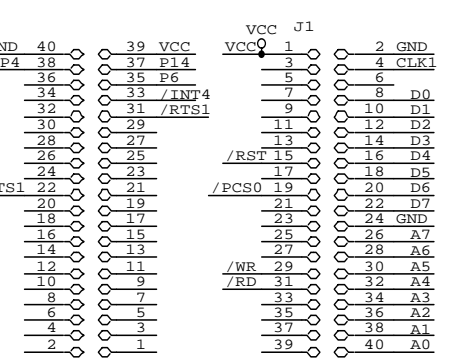 VCC J1
ND 40 39 VCC VCC 1 2 GND
P4 38 37 P14 3 4 CLK1
36 35 P6 5 6
34 33 /INT4 7 8 D0
32 31 /RTS1 9 10 D1
30 29 11 12 D2
28 27 13 14 D3
26 25 /RST 15 16 D4
24 23 17 18 D5
TS1 22 21 /PCS0 19 20 D6
20 19 21 22 D7
18 17 23 24 GND
16 15 25 26 A7
14 13 27 28 A6
12 11 /WR 29 30 A5
10 9 /RD 31 32 A4
8 7 33 34 A3
6 5 35 36 A2
4 3 37 38 A1
2 1 39 40 A0